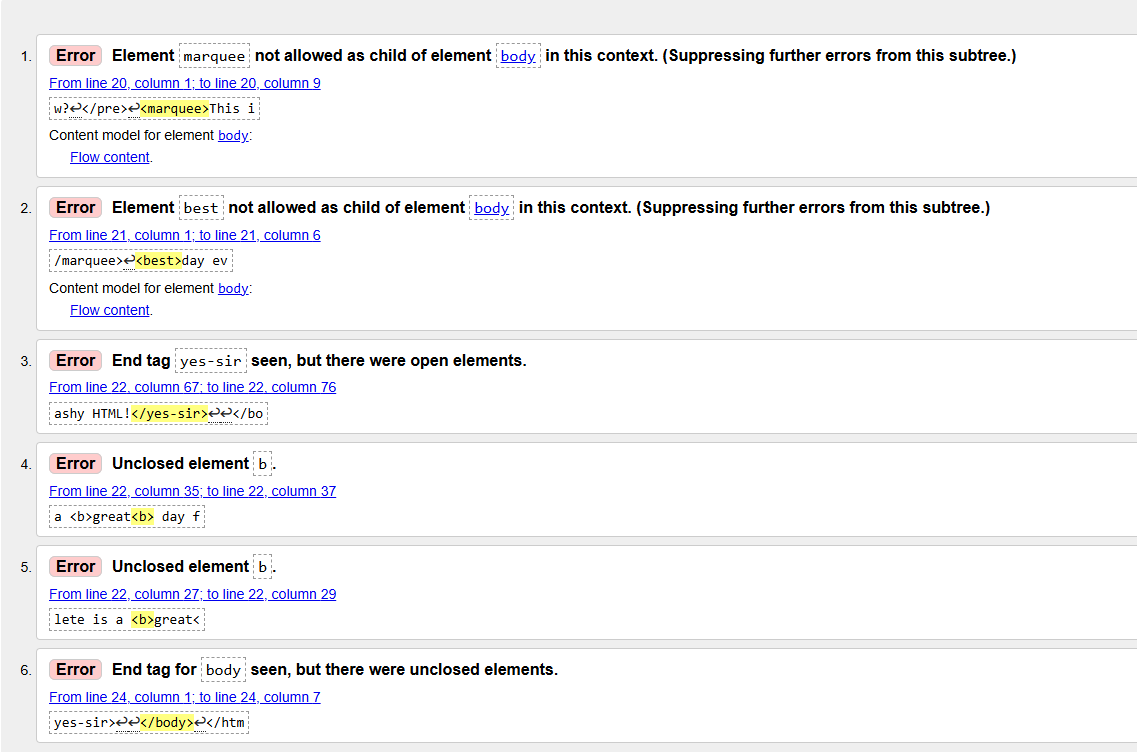 1. Error Element marquee not allowed as child of element body in this context. (Suppressing further errors from this subtree.)
From line 20, column 1; to line 20, column 9
w?↩</pre>↩<marquee>This i
Content model for element body:
Flow content.
2. Error Element best not allowed as child of element body in this context. (Suppressing further errors from this subtree.)
From line 21, column 1; to line 21, column 6
/marquee>↩<best>day ev
Content model for element body:
Flow content.
3. Error End tag yes-sir seen, but there were open elements.
From line 22, column 67; to line 22, column 76
ashy HTML!</yes-sir>↩↩</bo
4. Error Unclosed element b.
From line 22, column 35; to line 22, column 37
a <b>great<b> day f
5. Error Unclosed element b.
From line 22, column 27; to line 22, column 29
lete is a <b>great<
6. Error End tag for body seen, but there were unclosed elements.
From line 24, column 1; to line 24, column 7
yes-sir>↩↩</body>↩</htm